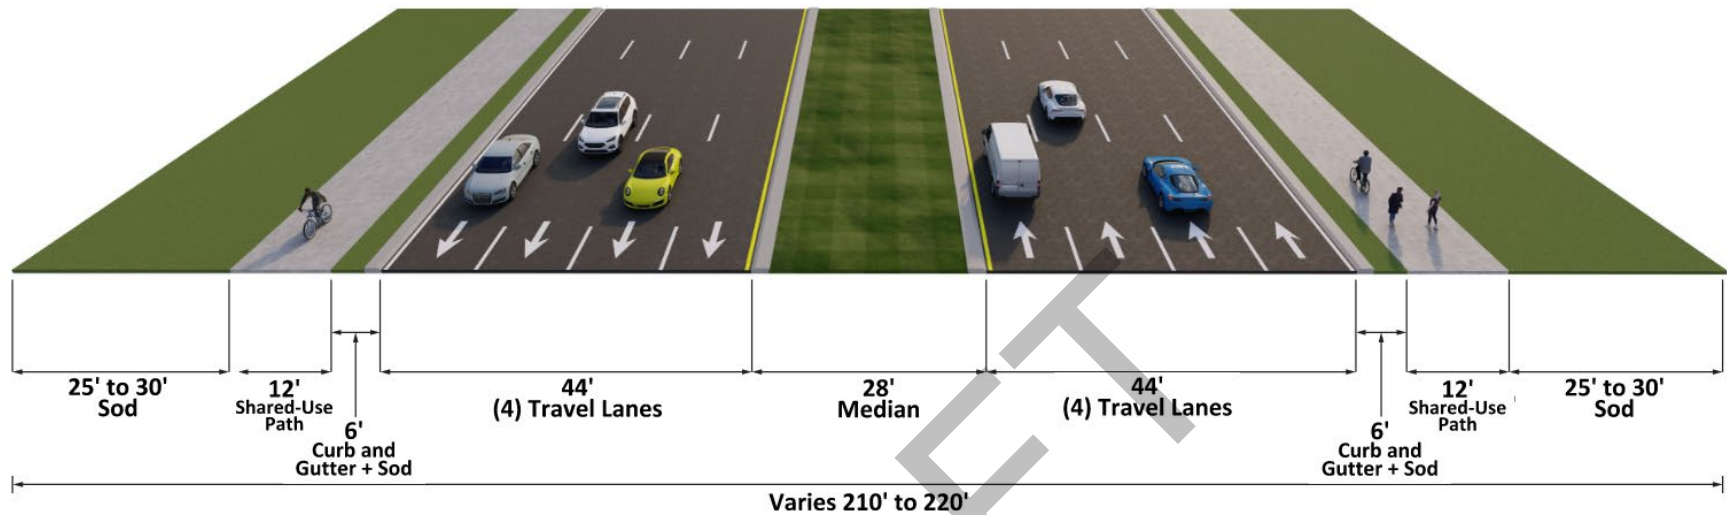 25' to 30'
Sod
12'
Shared-Use
Path
6'
Curb and
Gutter + Sod
44'
(4) Travel Lanes
28'
Median
44'
(4) Travel Lanes
6'
Curb and
Gutter + Sod
12'
Shared-Use
Path
25' to 30'
Sod
Varies 210' to 220'
CT